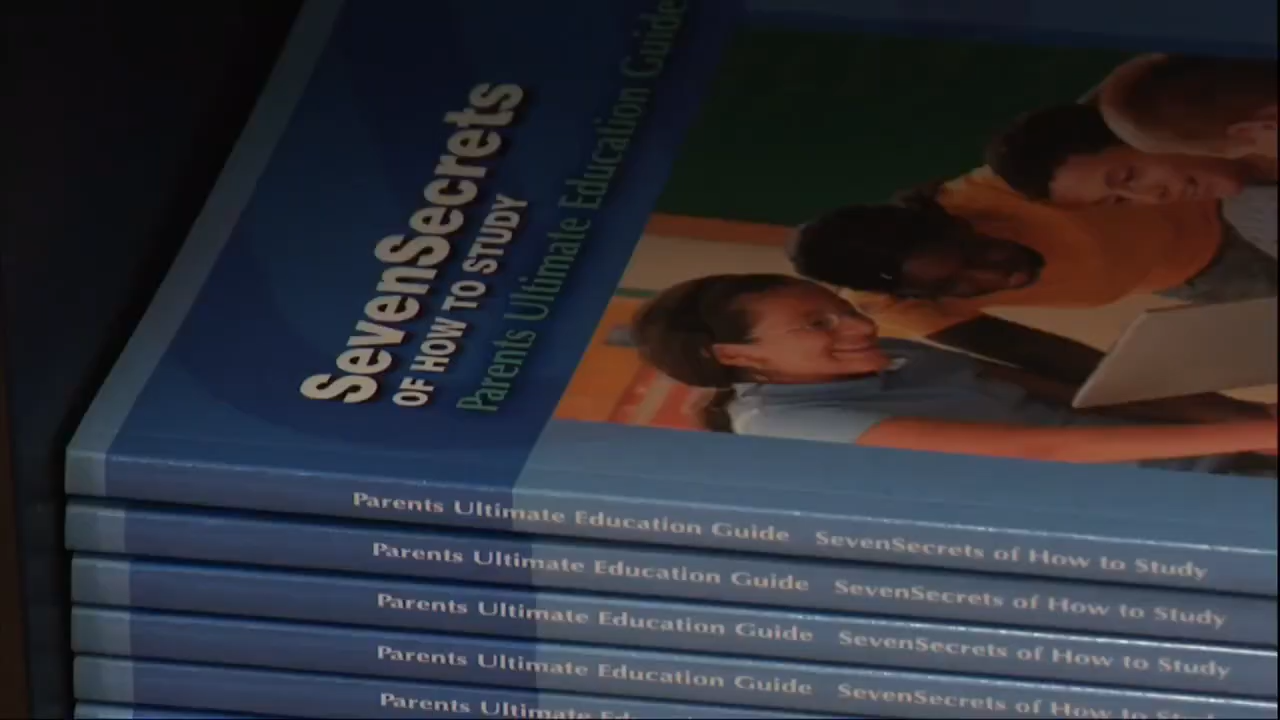 SevenSecrets
OF HOW TO STUDY
Parents Ultimate Education Guide
Parents Ultimate Education Guide SevenSecrets of How to Study
Parents Ultimate Education Guide SevenSecrets of How to Study
Parents Ultimate Education Guide SevenSecrets of How to Study
Parents Ultimate Education Guide SevenSecrets of How to Study
Parents Ultimate